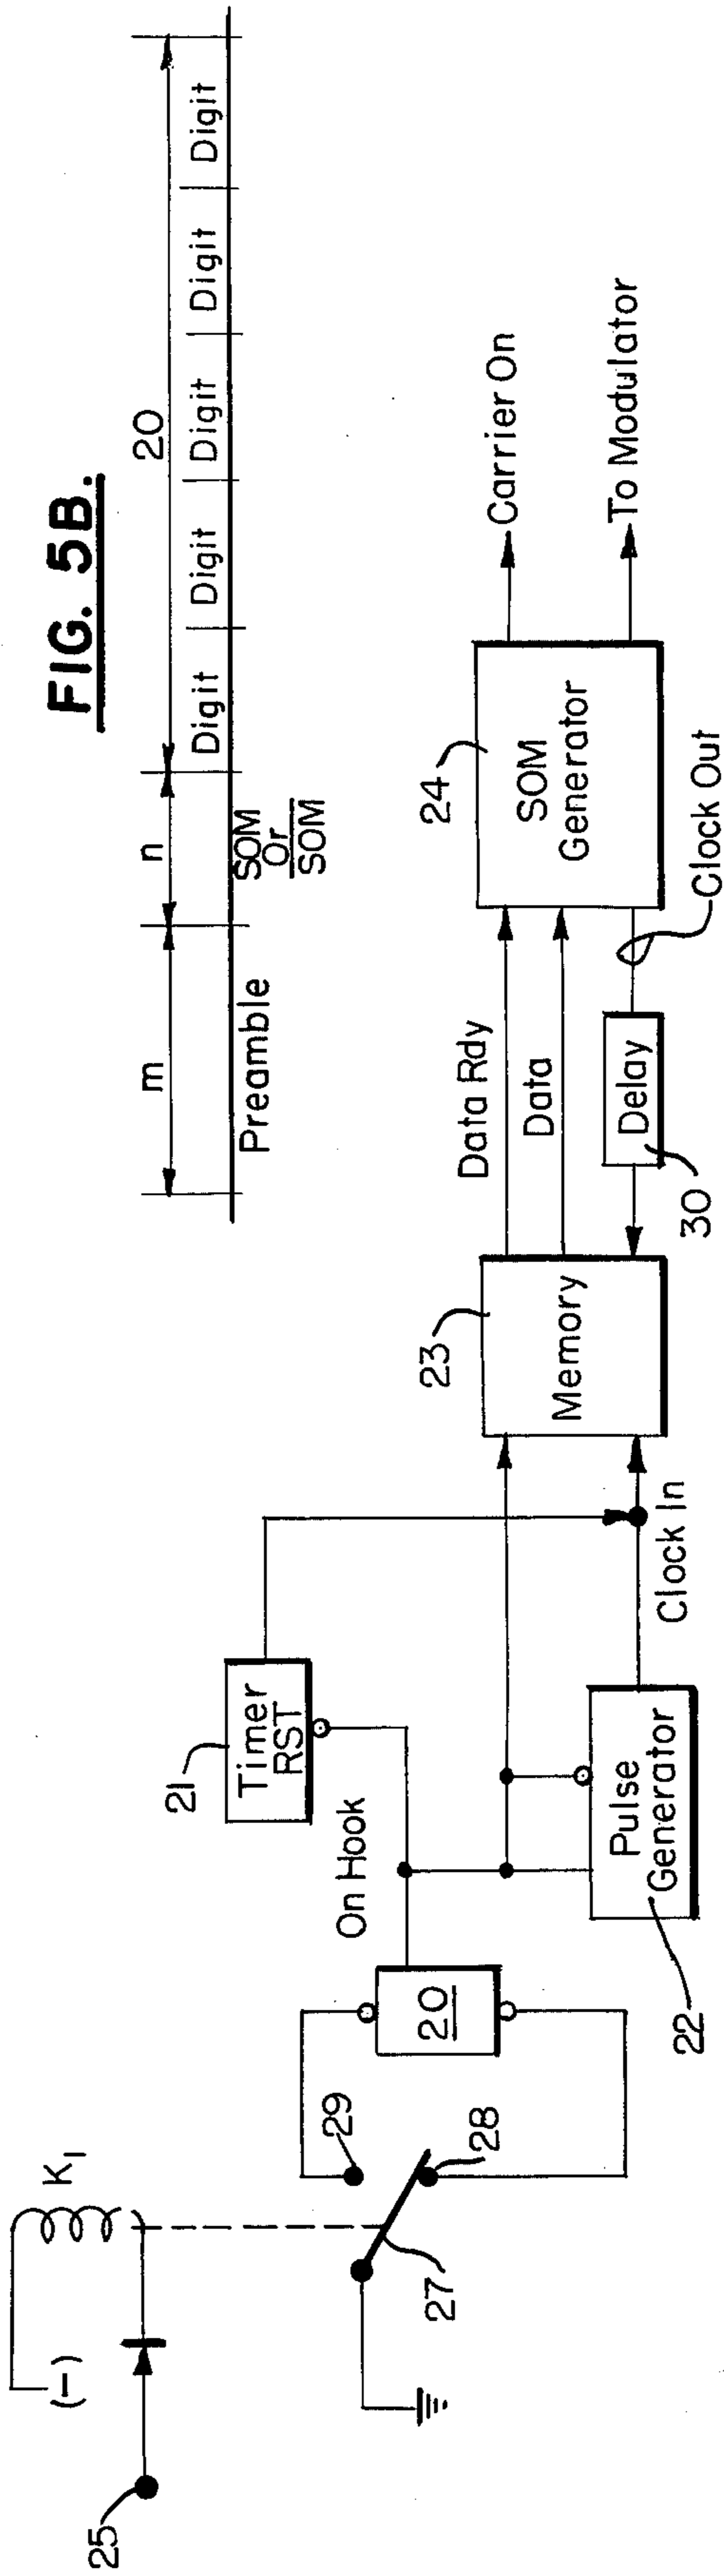 FIG. 5B.
m
n
20
Preamble
SOM
Or
SOM
Digit
Digit
Digit
Digit
Digit
25
(-)
K1
27
28
29
20
On Hook
21
Timer
RST
22
Pulse
Generator
Clock In
23
Memory
Data Rdy
Data
Delay
30
Clock Out
24
SOM
Generator
Carrier On
To Modulator